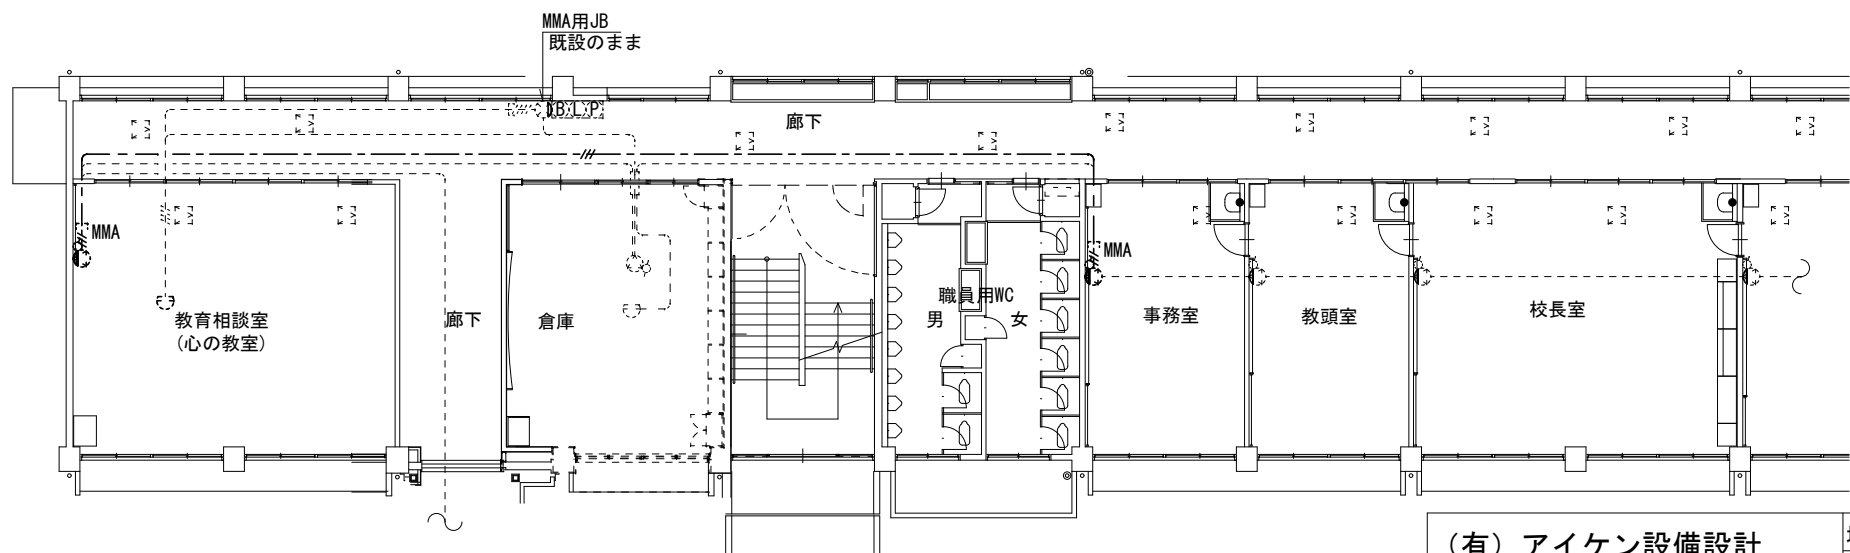 MMA用JB
既設のまま
BLP
廊下
MMA
MMA
教育相談室
(心の教室)
廊下
倉庫
職員用WC
男
女
事務室
教頭室
校長室
(有) アイケン設備設計